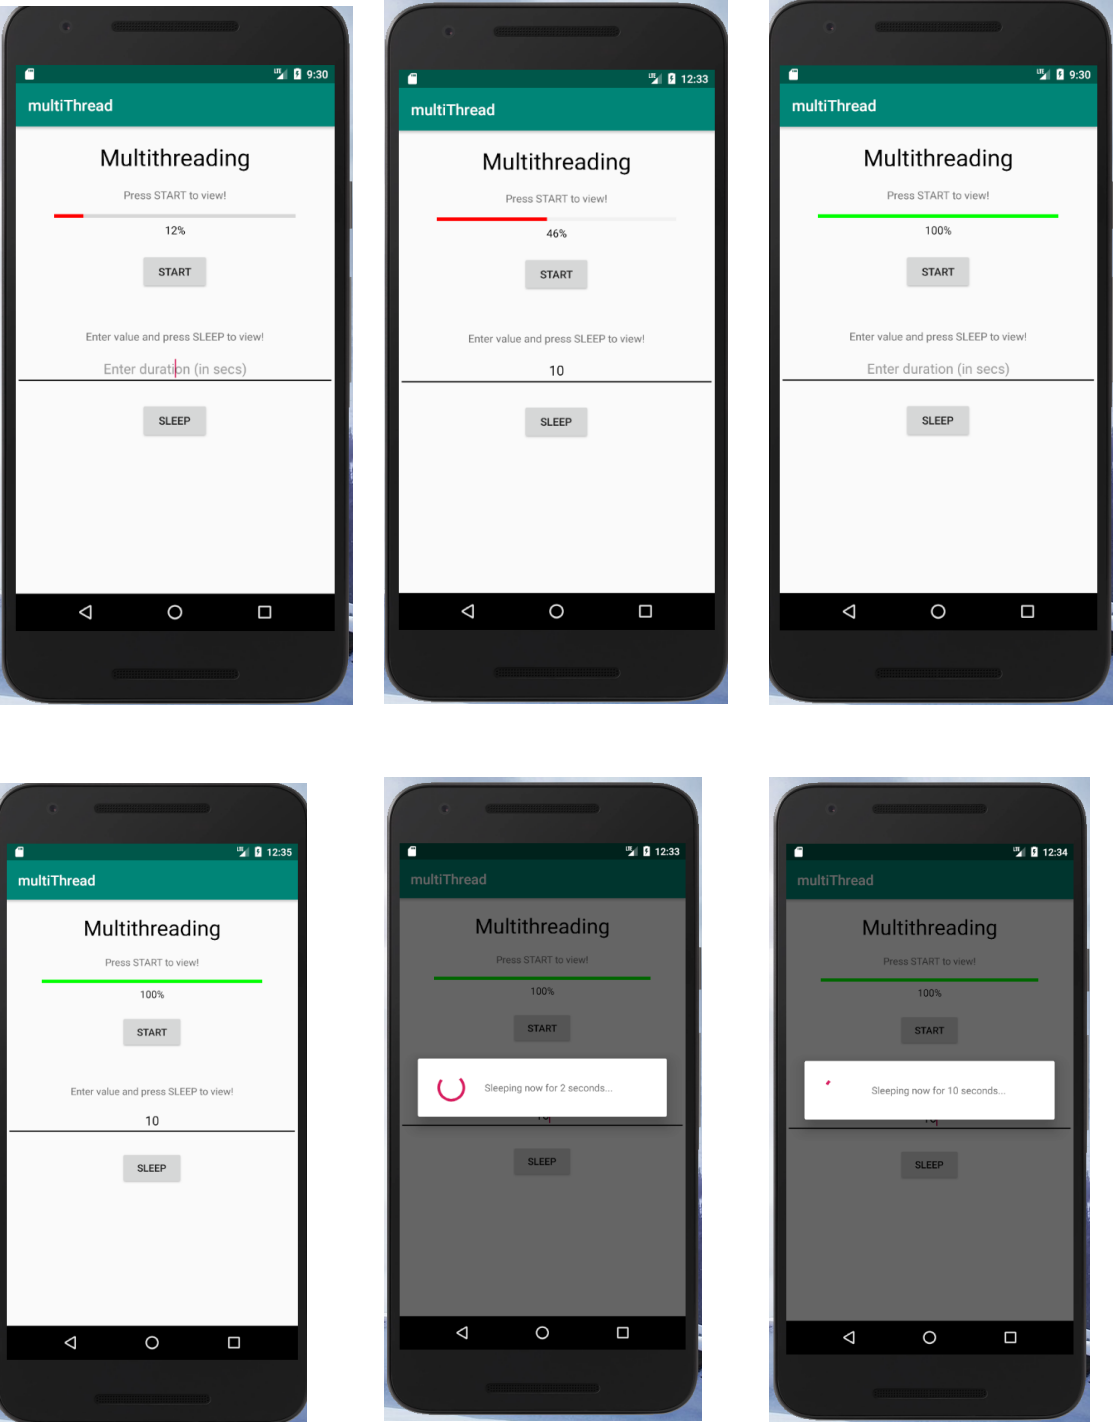 9:30
multiThread
Multithreading
Press START to view!
12%
START
Enter value and press SLEEP to view!
Enter duration (in secs)
SLEEP
12:33
multiThread
Multithreading
Press START to view!
46%
START
Enter value and press SLEEP to view!
10
SLEEP
9:30
multiThread
Multithreading
Press START to view!
100%
START
Enter value and press SLEEP to view!
Enter duration (in secs)
SLEEP
12:35
multiThread
Multithreading
Press START to view!
100%
START
Enter value and press SLEEP to view!
10
SLEEP
12:33
multiThread
Multithreading
Press START to view!
100%
START
Sleeping now for 2 seconds...
SLEEP
12:34
multiThread
Multithreading
Press START to view!
100%
START
Sleeping now for 10 seconds...
SLEEP